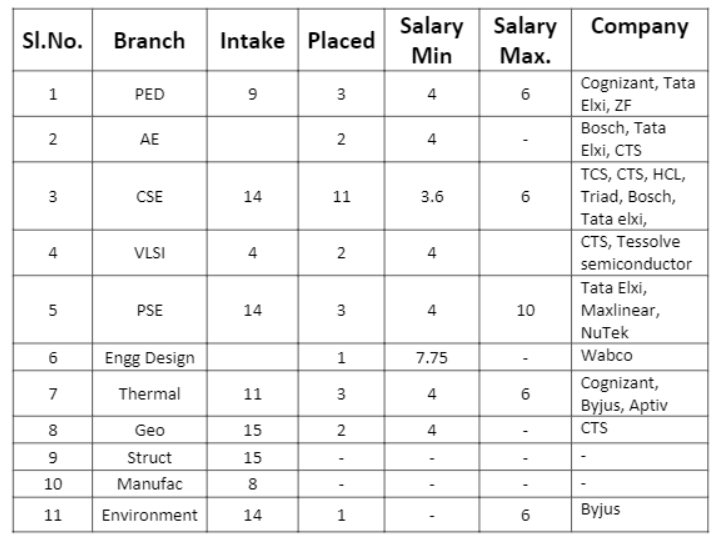 Sl.No. Branch Intake Placed Salary Min Salary Max. Company
1 PED 9 3 4 6 Cognizant, Tata
Elxi, ZF
2 AE 2 4 - Bosch, Tata
Elxi, CTS
3 CSE 14 11 3.6 6 TCS, CTS, HCL,
Triad, Bosch,
Tata elxi,
4 VLSI 4 2 4 CTS, Tessolve
semiconductor
5 PSE 14 3 4 10 Tata Elxi,
Maxlinear,
NuTek
6 Engg Design 1 7.75 - Wabco
7 Thermal 11 3 4 6 Cognizant,
Byjus, Aptiv
8 Geo 15 2 4 - CTS
9 Struct 15 - - - -
10 Manufac 8 - - - -
11 Environment 14 1 - 6 Byjus